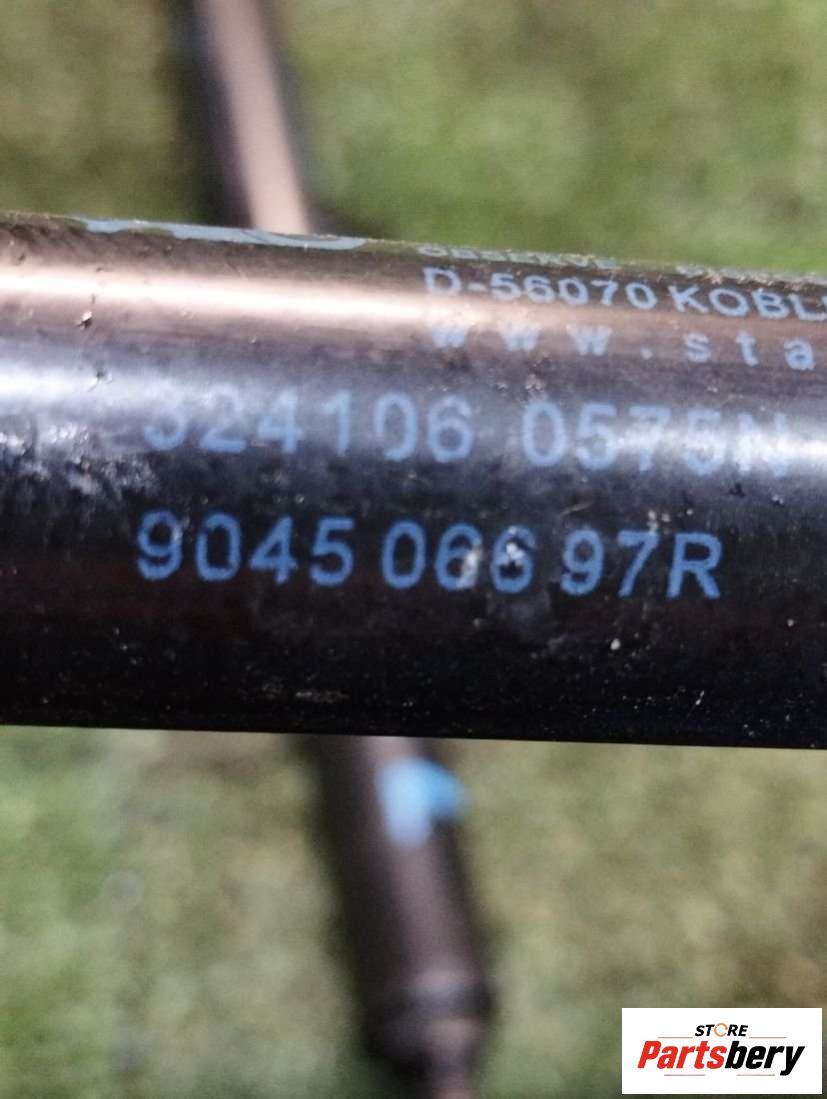 D-56070 KOBL
www.sta
324106 0575N
9045 066 97R
STORE
Partsbery